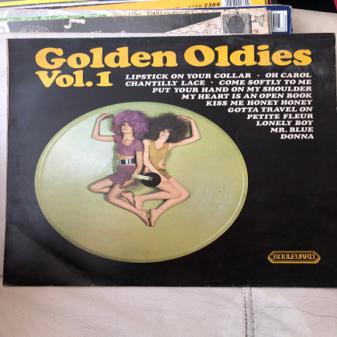 STAR 2359
Golden Oldies
Vol.1
LIPSTICK ON YOUR COLLAR · OH CAROL
CHANTILLY LACE · COME SOFTLY TO ME
PUT YOUR HAND ON MY SHOULDER
MY HEART IS AN OPEN BOOK
KISS ME HONEY HONEY
GOTTA TRAVEL ON
PETITE FLEUR
LONELY BOY
MR. BLUE
DONNA
BOULEVARD